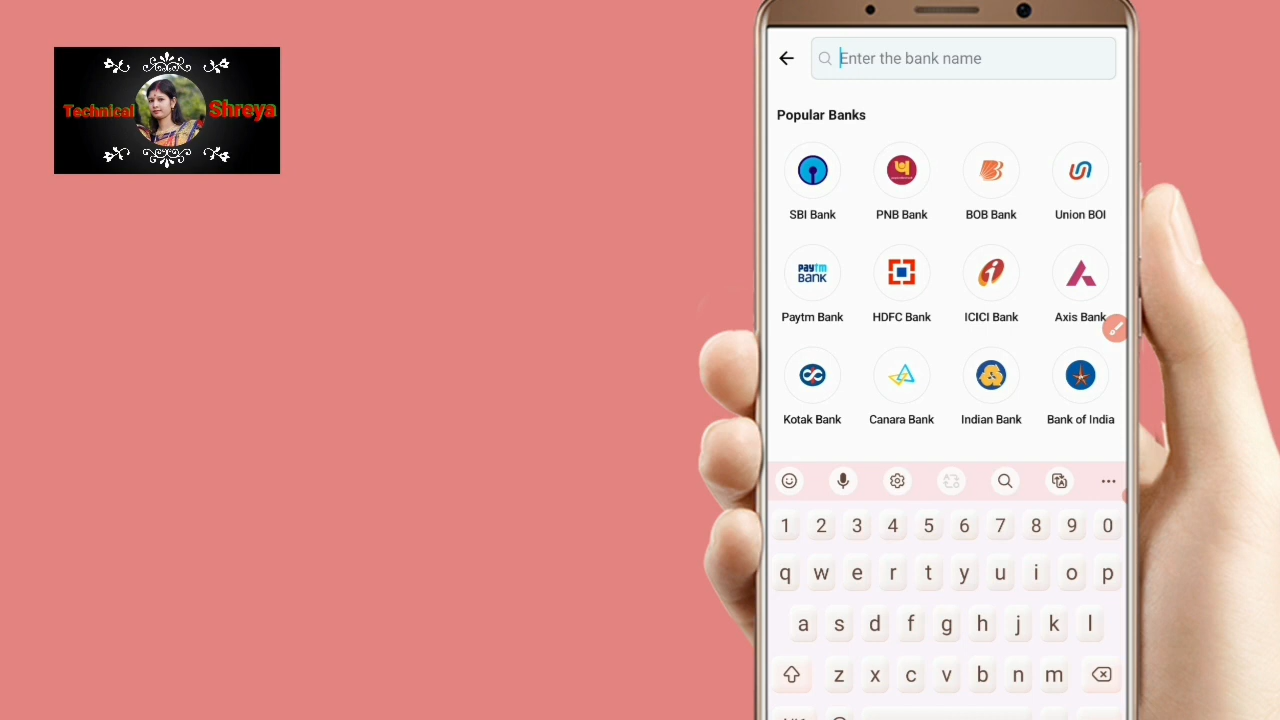 Technical Shreya
Enter the bank name
Popular Banks
SBI Bank PNB Bank BOB Bank Union BOI
Paytm BANK
Paytm Bank HDFC Bank ICICI Bank Axis Bank
Kotak Bank Canara Bank Indian Bank Bank of India
1 2 3 4 5 6 7 8 9 0
q w e r t y u i o p
a s d f g h j k l
z x c v b n m